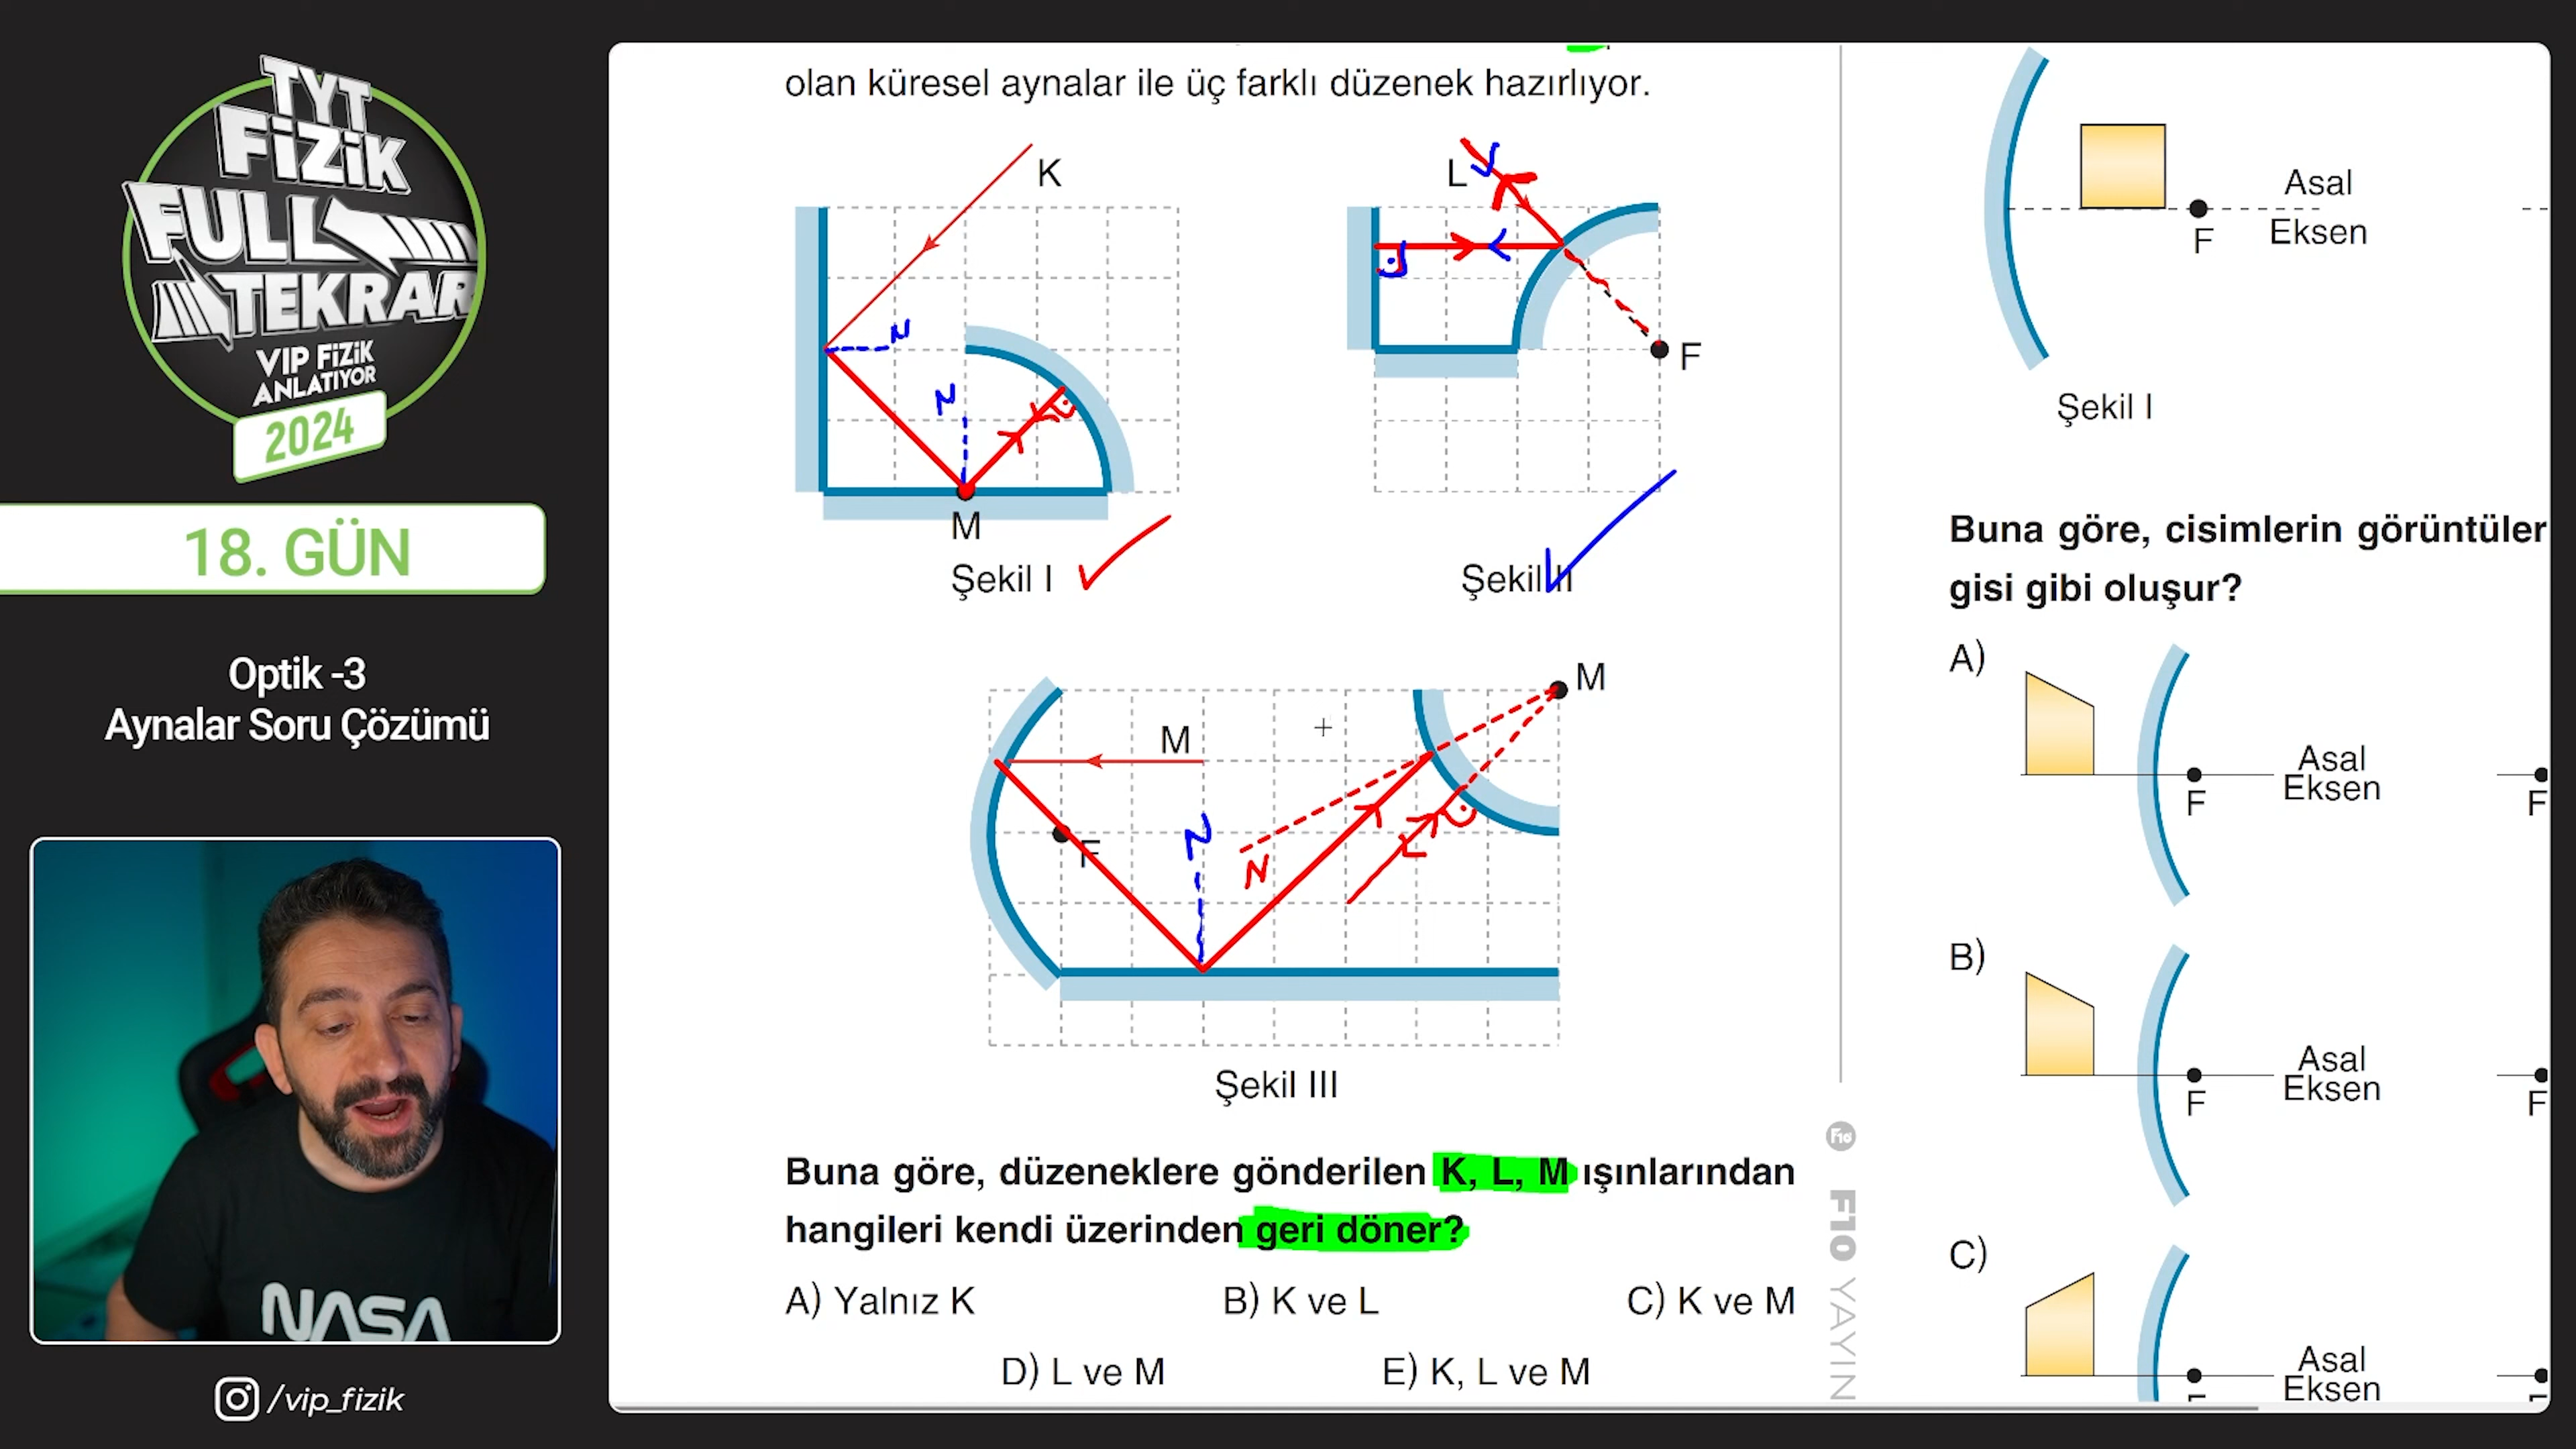 TYT
FİZİK
FULL
TEKRAR
VIP FİZİK
ANLATIYOR
2024
18. GÜN
Optik -3
Aynalar Soru Çözümü
NASA
/vip_fizik
olan küresel aynalar ile üç farklı düzenek hazırlıyor.
K
N
N
M
Şekil I
L
F
Şekil II
M
M
F
N
N
Şekil III
Buna göre, düzeneklere gönderilen K, L, M ışınlarından
hangileri kendi üzerinden geri döner?
A) Yalnız K
B) K ve L
C) K ve M
D) L ve M
E) K, L ve M
F10
F10 YAYIN
Asal
Eksen
F
Şekil I
Buna göre, cisimlerin görüntüler
gisi gibi oluşur?
A)
Asal
Eksen
F
F
B)
Asal
Eksen
F
F
C)
Asal
Eksen